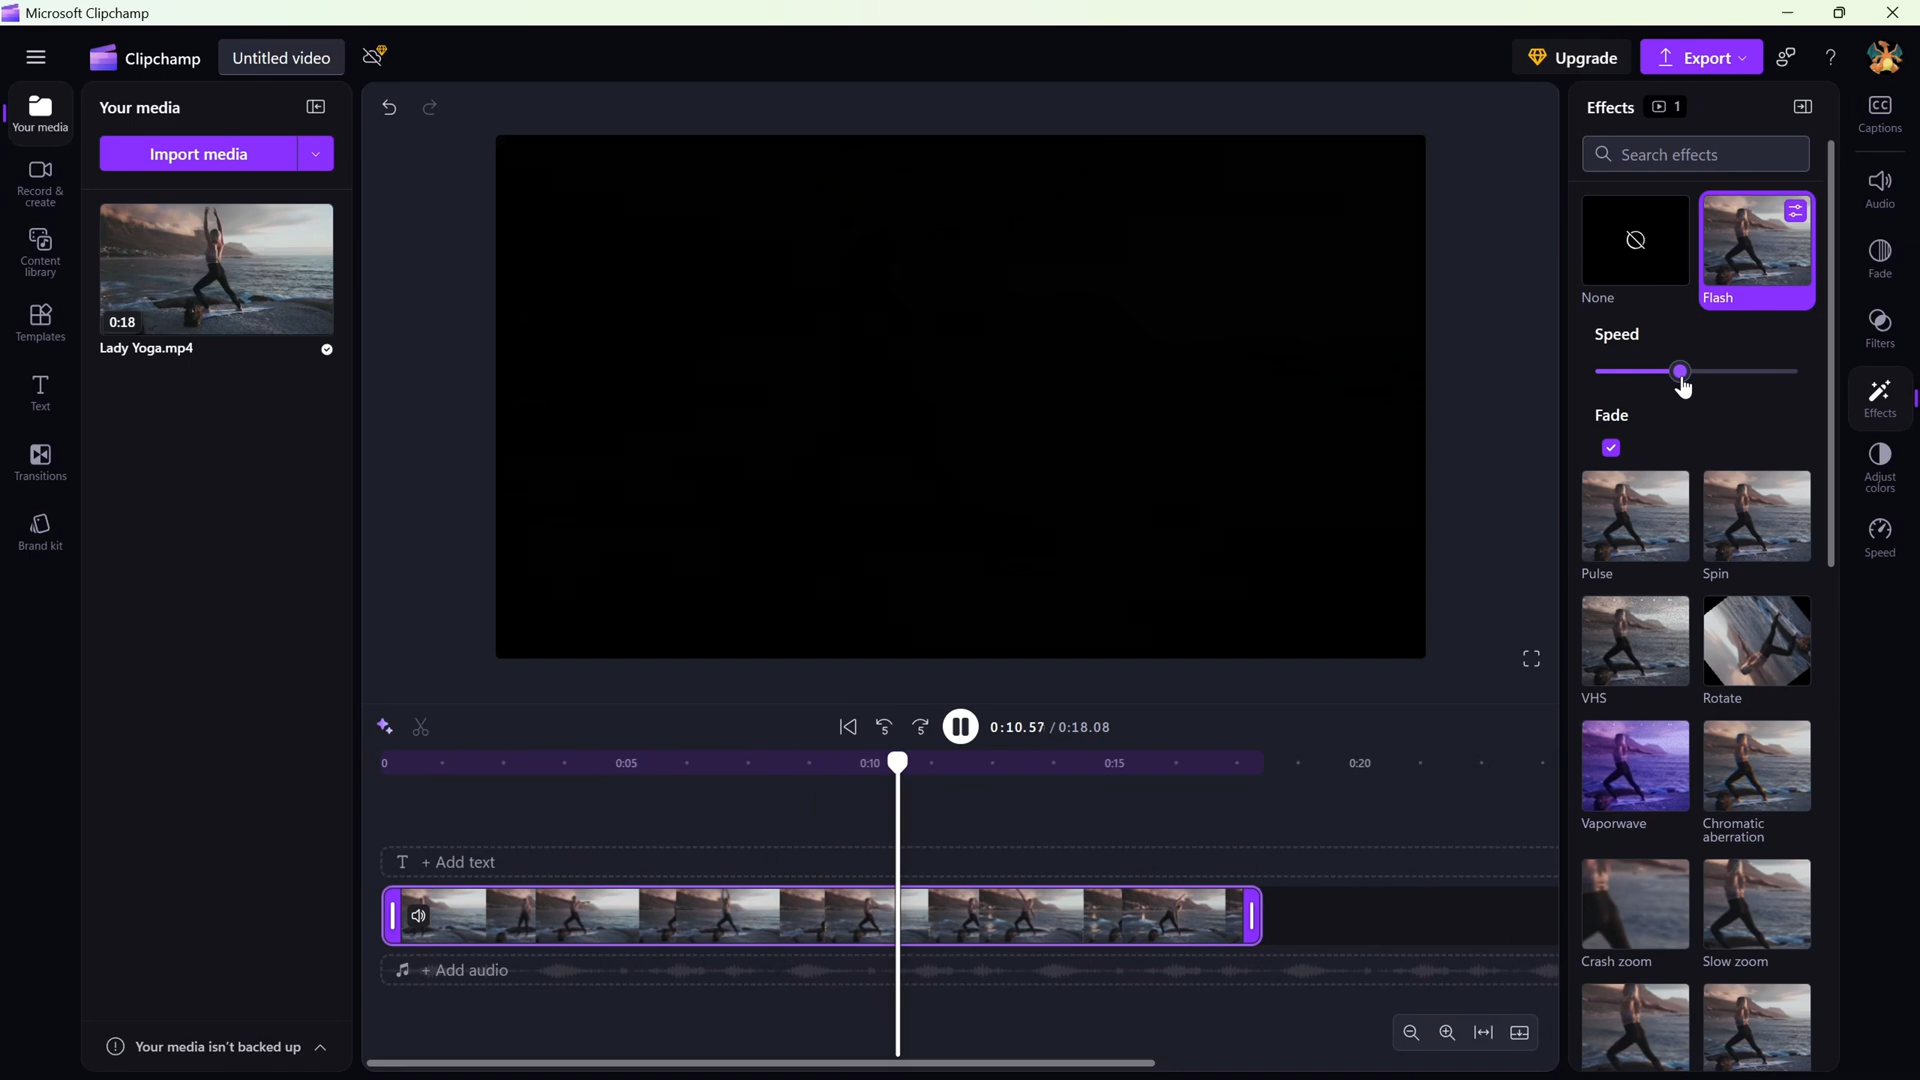 Microsoft Clipchamp
Clipchamp
Untitled video
Upgrade
Export
?
Your media
Import media
0:18
Lady Yoga.mp4
Your media
Record &
create
Content
library
Templates
Text
Transitions
Brand kit
Your media isn't backed up
5
5
0:10.57 / 0:18.08
0
0:05
0:10
0:15
0:20
T + Add text
+ Add audio
Effects
1
Search effects
None
Flash
Speed
Fade
Pulse
Spin
VHS
Rotate
Vaporwave
Chromatic
aberration
Crash zoom
Slow zoom
CC
Captions
Audio
Fade
Filters
Effects
Adjust
colors
Speed